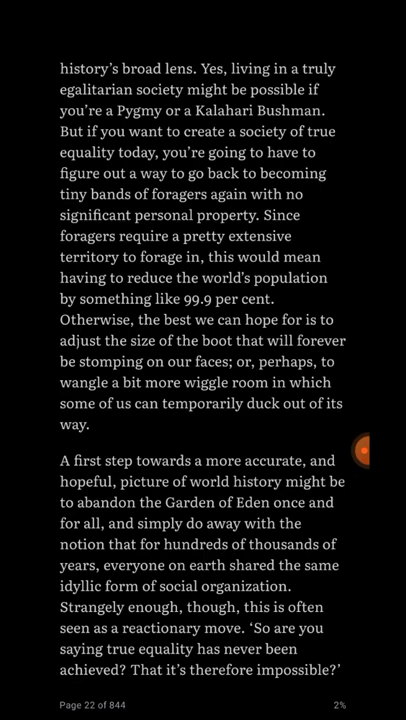 history’s broad lens. Yes, living in a truly
egalitarian society might be possible if
you’re a Pygmy or a Kalahari Bushman.
But if you want to create a society of true
equality today, you’re going to have to
figure out a way to go back to becoming
tiny bands of foragers again with no
significant personal property. Since
foragers require a pretty extensive
territory to forage in, this would mean
having to reduce the world’s population
by something like 99.9 per cent.
Otherwise, the best we can hope for is to
adjust the size of the boot that will forever
be stomping on our faces; or, perhaps, to
wangle a bit more wiggle room in which
some of us can temporarily duck out of its
way.
A first step towards a more accurate, and
hopeful, picture of world history might be
to abandon the Garden of Eden once and
for all, and simply do away with the
notion that for hundreds of thousands of
years, everyone on earth shared the same
idyllic form of social organization.
Strangely enough, though, this is often
seen as a reactionary move. ‘So are you
saying true equality has never been
achieved? That it’s therefore impossible?’
Page 22 of 844
2%